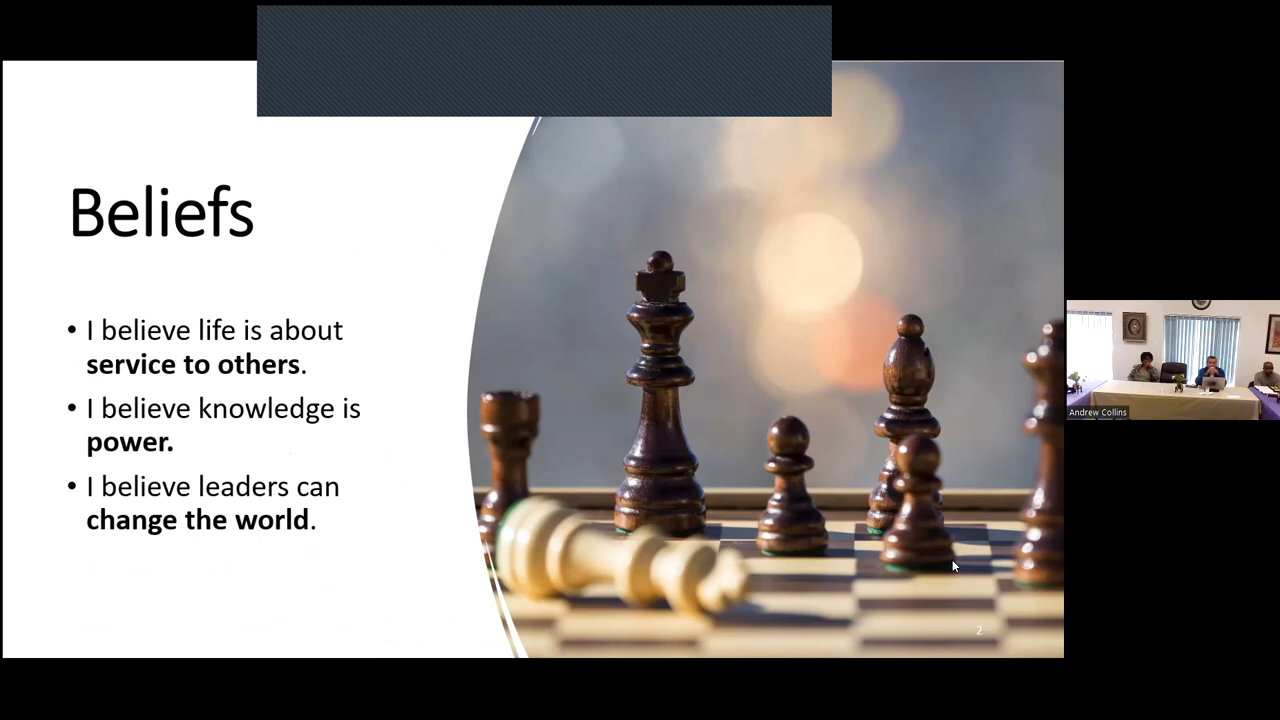 Beliefs
• I believe life is about
service to others.
• I believe knowledge is
power.
• I believe leaders can
change the world.
2
Andrew Collins